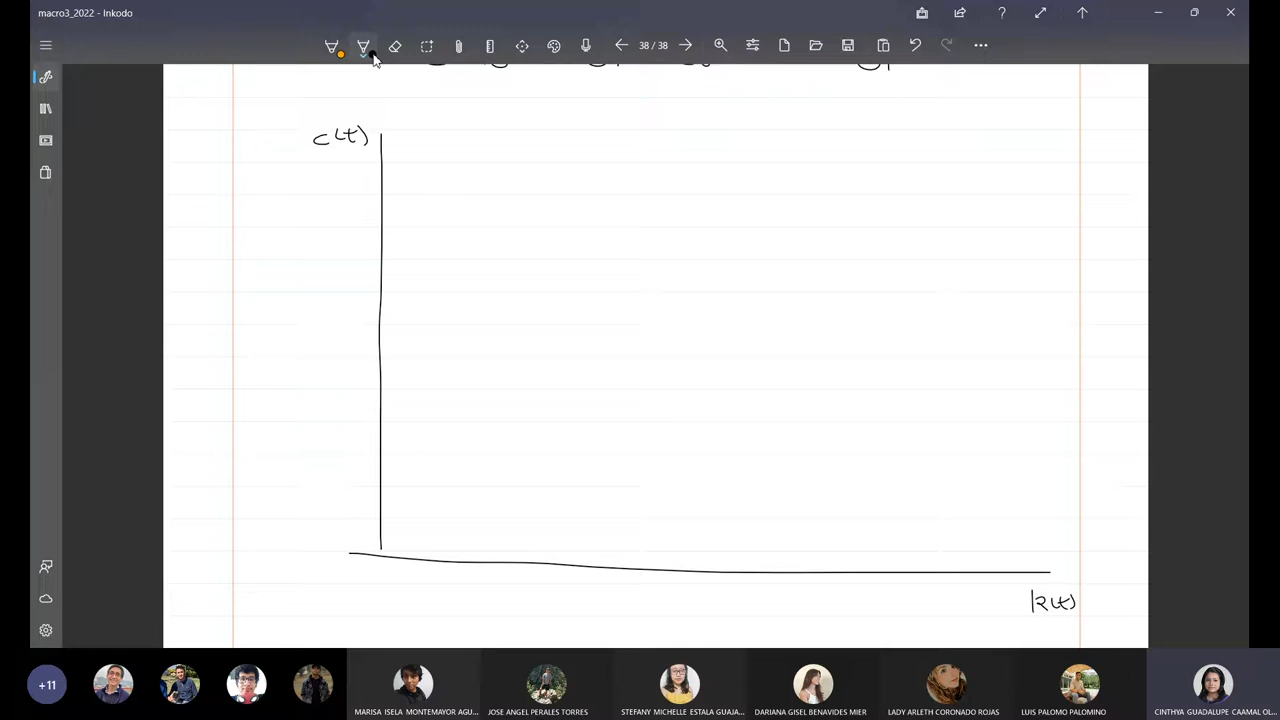 macro3_2022 - Inkodo
38 / 38
c(t)
k(t)
+11
MARISA ISELA MONTEMAYOR AGU...
JOSE ANGEL PERALES TORRES
STEFANY MICHELLE ESTALA GUAJA...
DARIANA GISEL BENAVIDES MIER
LADY ARLETH CORONADO ROJAS
LUIS PALOMO PALOMINO
CINTHYA GUADALUPE CAAMAL OL...